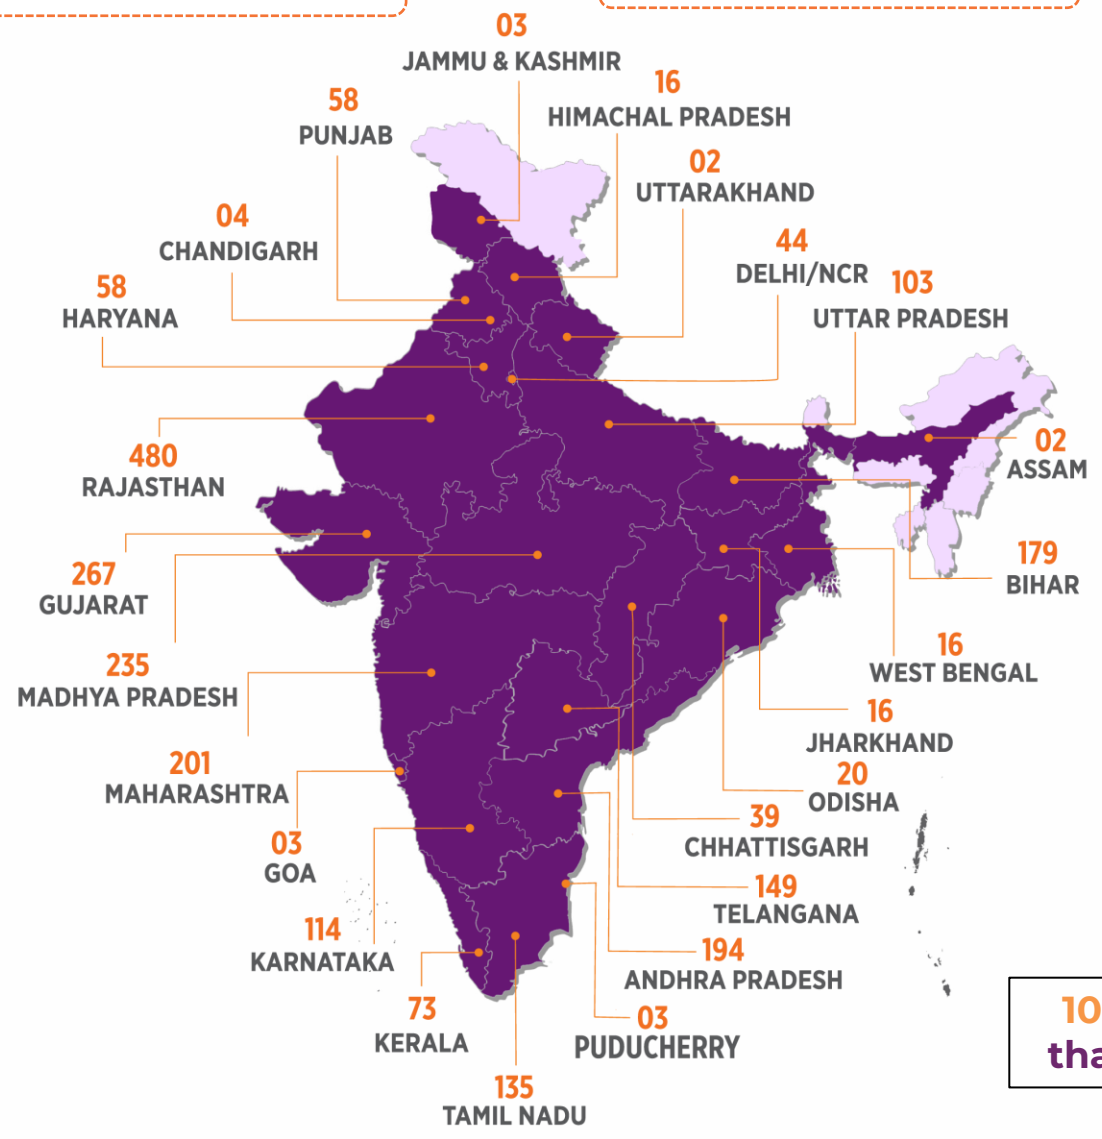 03
JAMMU & KASHMIR
16
HIMACHAL PRADESH
58
PUNJAB
02
UTTARAKHAND
04
CHANDIGARH
44
DELHI/NCR
103
UTTAR PRADESH
58
HARYANA
480
RAJASTHAN
02
ASSAM
267
GUJARAT
179
BIHAR
235
MADHYA PRADESH
16
WEST BENGAL
16
JHARKHAND
201
MAHARASHTRA
20
ODISHA
03
GOA
39
CHHATTISGARH
149
TELANGANA
114
KARNATAKA
194
ANDHRA PRADESH
73
KERALA
03
PUDUCHERRY
135
TAMIL NADU
10
tha